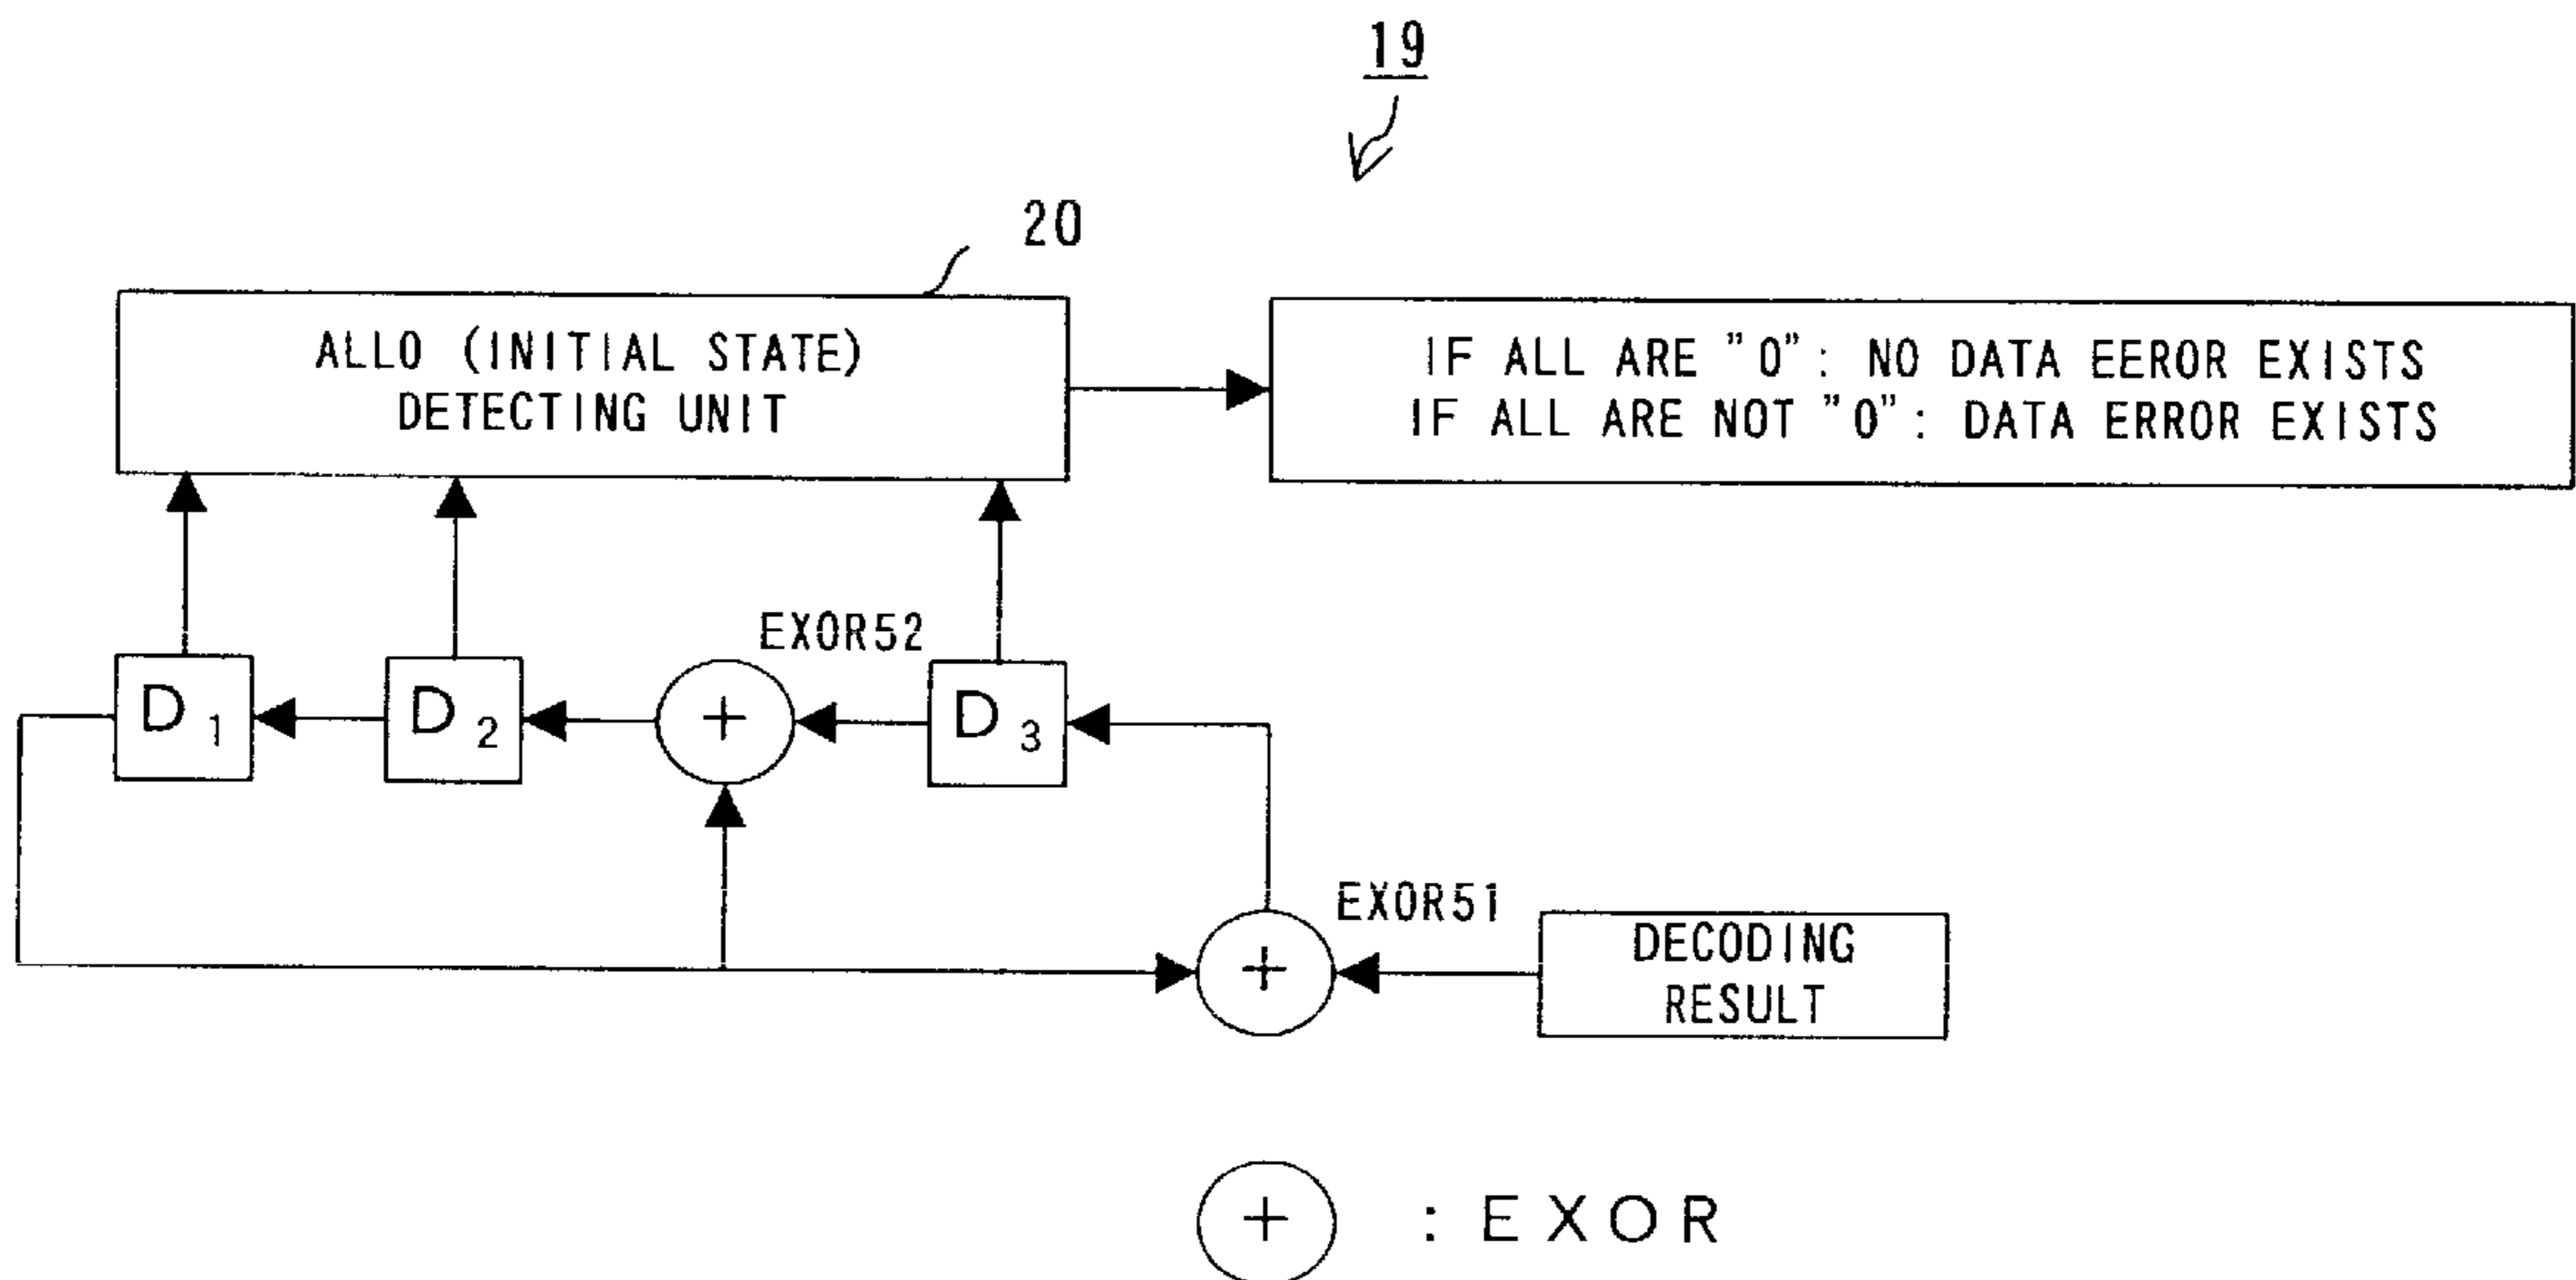 19
20
ALL0 (INITIAL STATE)
DETECTING UNIT
IF ALL ARE "0": NO DATA EEROR EXISTS
IF ALL ARE NOT "0": DATA ERROR EXISTS
EXOR52
D1
D2
+
D3
EXOR51
+
DECODING
RESULT
+ : EXOR